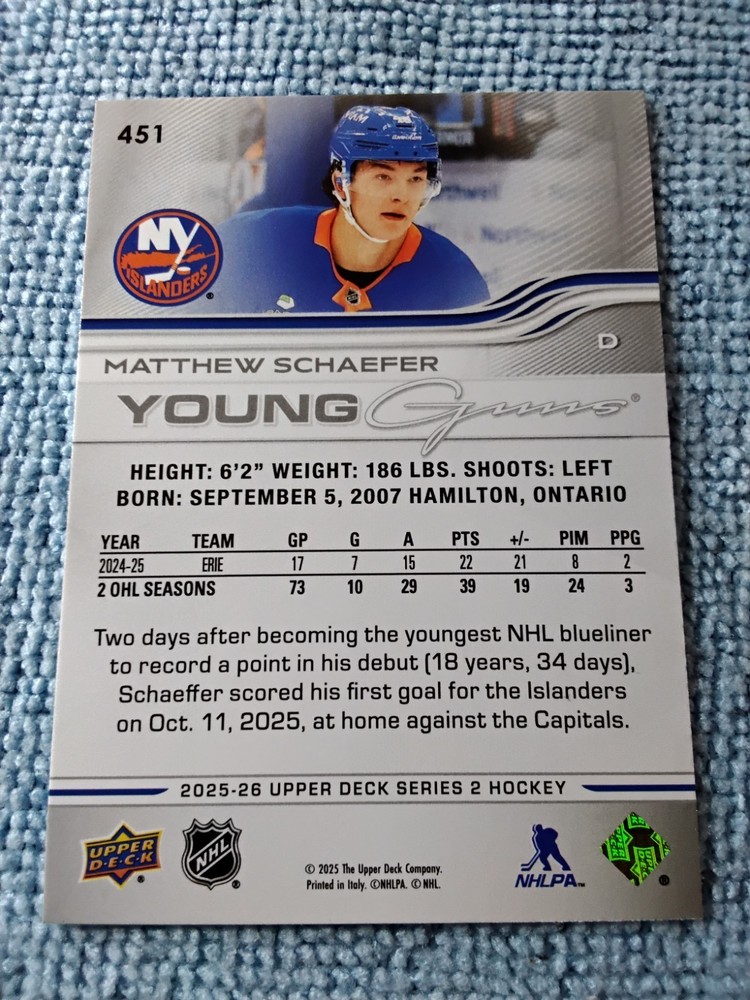 451
NY
ISLANDERS
D
MATTHEW SCHAEFER
YOUNG Guns®
HEIGHT: 6'2" WEIGHT: 186 LBS. SHOOTS: LEFT
BORN: SEPTEMBER 5, 2007 HAMILTON, ONTARIO
YEAR TEAM GP G A PTS +/- PIM PPG
2024-25 ERIE 17 7 15 22 21 8 2
2 OHL SEASONS 73 10 29 39 19 24 3
Two days after becoming the youngest NHL blueliner
to record a point in his debut (18 years, 34 days),
Schaeffer scored his first goal for the Islanders
on Oct. 11, 2025, at home against the Capitals.
2025-26 UPPER DECK SERIES 2 HOCKEY
UPPER
D·E·C·K
NHL
© 2025 The Upper Deck Company.
Printed in Italy. ©NHLPA. © NHL.
NHLPA™
UPPER
DECK